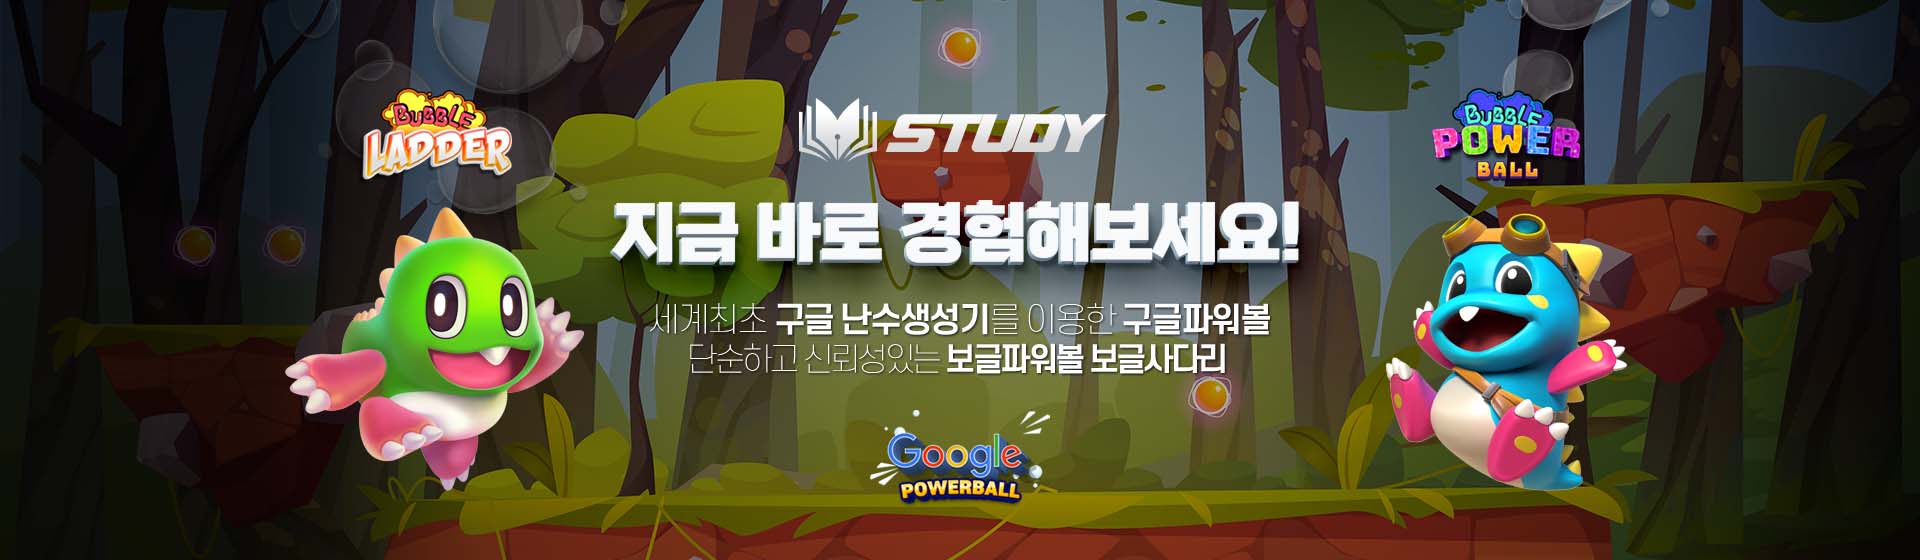 BUBBLE
LADDER
STUDY
BUBBLE
POWER
BALL
지금 바로 경험해보세요!
세계최초 구글 난수생성기를 이용한 구글파워볼
단순하고 신뢰성있는 보글파워볼 보글사다리
Google
POWERBALL